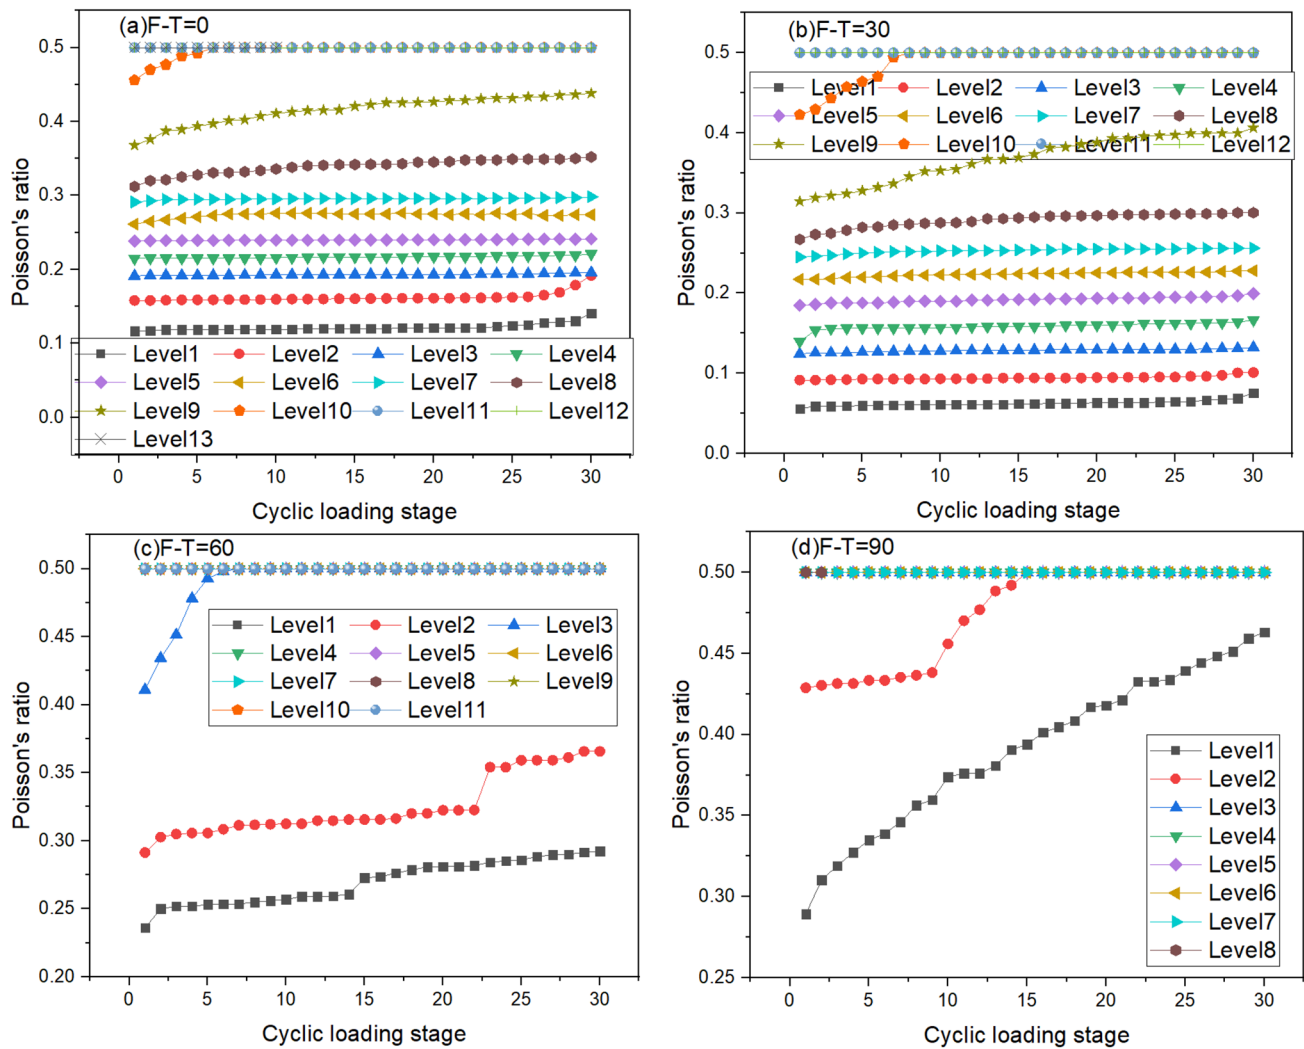 (a)F-T=0
0.5
0.4
0.3
0.2
0.1
0.0
Poisson's ratio
Level1 Level2 Level3 Level4
Level5 Level6 Level7 Level8
Level9 Level10 Level11 Level12
Level13
0 5 10 15 20 25 30
Cyclic loading stage
(b)F-T=30
0.5
0.4
0.3
0.2
0.1
0.0
Poisson's ratio
Level1 Level2 Level3 Level4
Level5 Level6 Level7 Level8
Level9 Level10 Level11 Level12
0 5 10 15 20 25 30
Cyclic loading stage
(c)F-T=60
0.50
0.45
0.40
0.35
0.30
0.25
0.20
Poisson's ratio
Level1 Level2 Level3
Level4 Level5 Level6
Level7 Level8 Level9
Level10 Level11
0 5 10 15 20 25 30
Cyclic loading stage
(d)F-T=90
0.50
0.45
0.40
0.35
0.30
0.25
Poisson's ratio
Level1
Level2
Level3
Level4
Level5
Level6
Level7
Level8
0 5 10 15 20 25 30
Cyclic loading stage